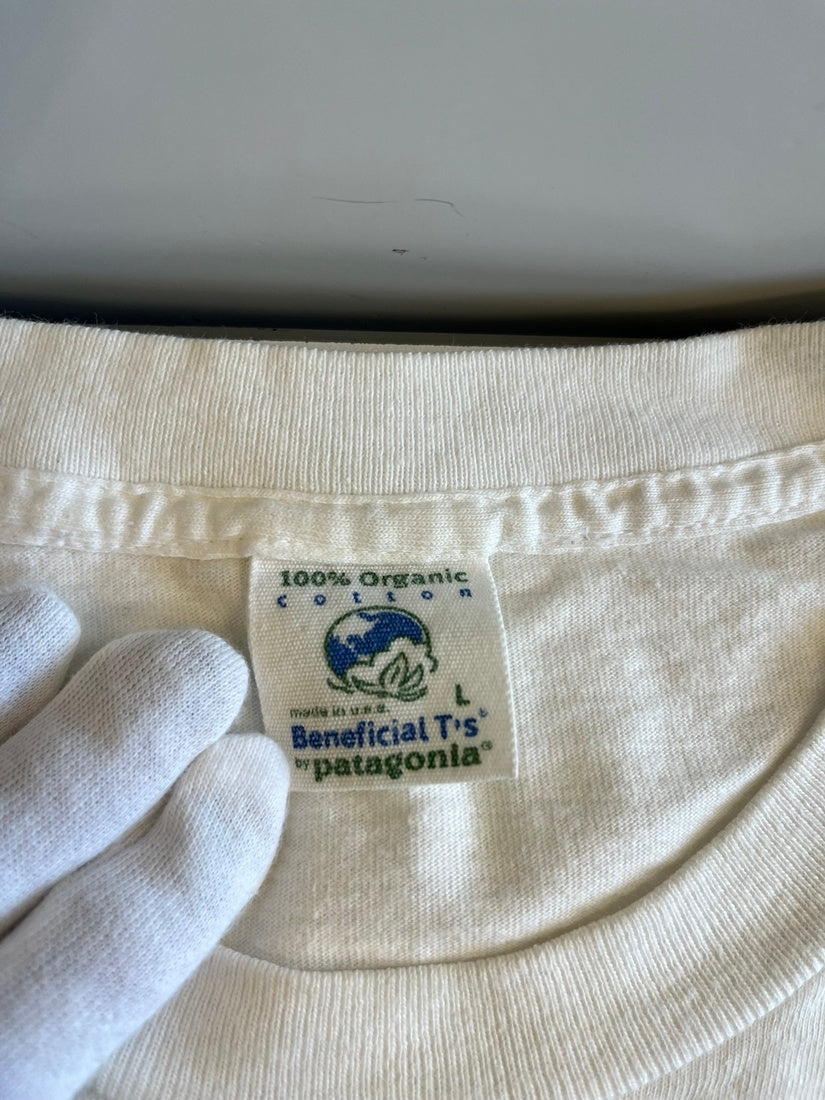 100% Organic
cotton
L
made in u.s.a.
Beneficial T's®
by patagonia®